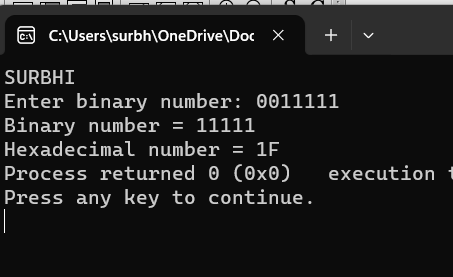 C:\Users\surbh\OneDrive\Doc
SURBHI
Enter binary number: 0011111
Binary number = 11111
Hexadecimal number = 1F
Process returned 0 (0x0)   execution t
Press any key to continue.